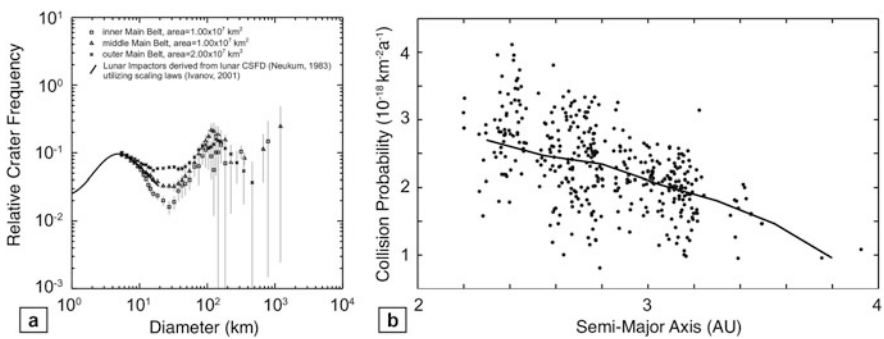 inner Main Belt, area=1.00x10⁷ km²
middle Main Belt, area=1.00x10⁷ km²
outer Main Belt, area=2.00x10⁷ km²
Lunar Impactors derived from lunar CSFD (Neukum, 1983)
utilizing scaling laws (Ivanov, 2001)
Relative Crater Frequency
10¹
10⁰
10⁻¹
10⁻²
10⁻³
10⁰ 10¹ 10² 10³ 10⁴
Diameter (km)
a
Collision Probability (10⁻¹⁸ km⁻²a⁻¹)
4
3
2
1
2 3 4
Semi-Major Axis (AU)
b